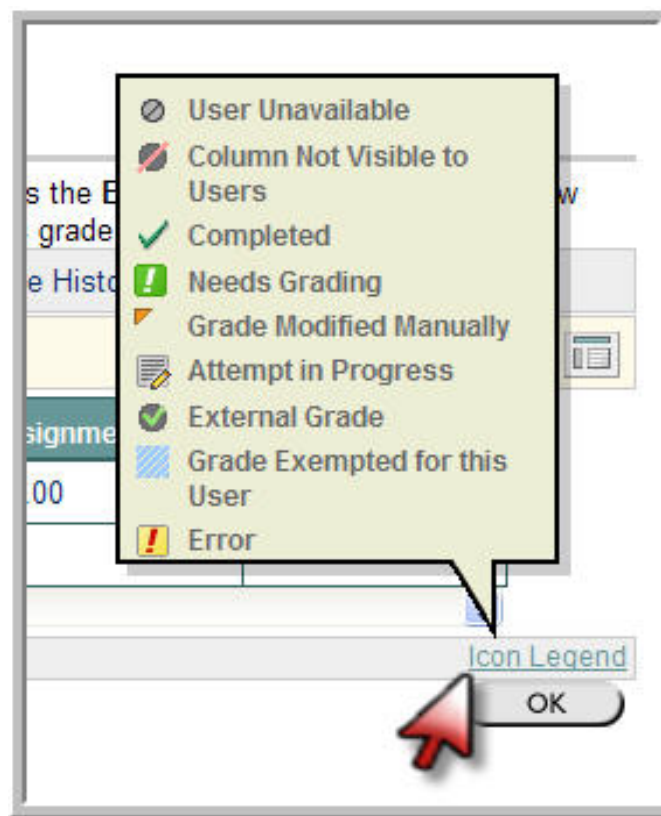 User Unavailable
Column Not Visible to
Users
s the E
w
Completed
grade
Needs Grading
e Histo
Grade Modified Manually
Attempt in Progress
External Grade
signme
Grade Exempted for this
.00
User
Error
Icon Legend
OK